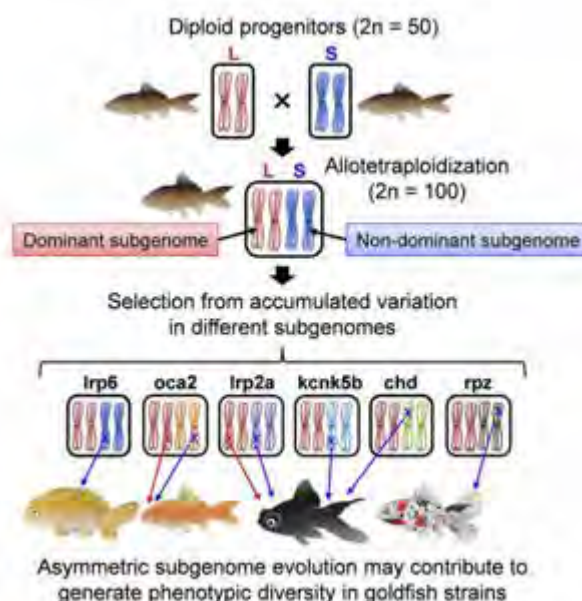 Diploid progenitors (2n = 50)
L S
×
Allotetraploidization
L S
(2n = 100)
Dominant subgenome
Non-dominant subgenome
Selection from accumulated variation
in different subgenomes
lrp6 oca2 lrp2a kcnk5b chd rpz
Asymmetric subgenome evolution may contribute to
generate phenotypic diversity in goldfish strains